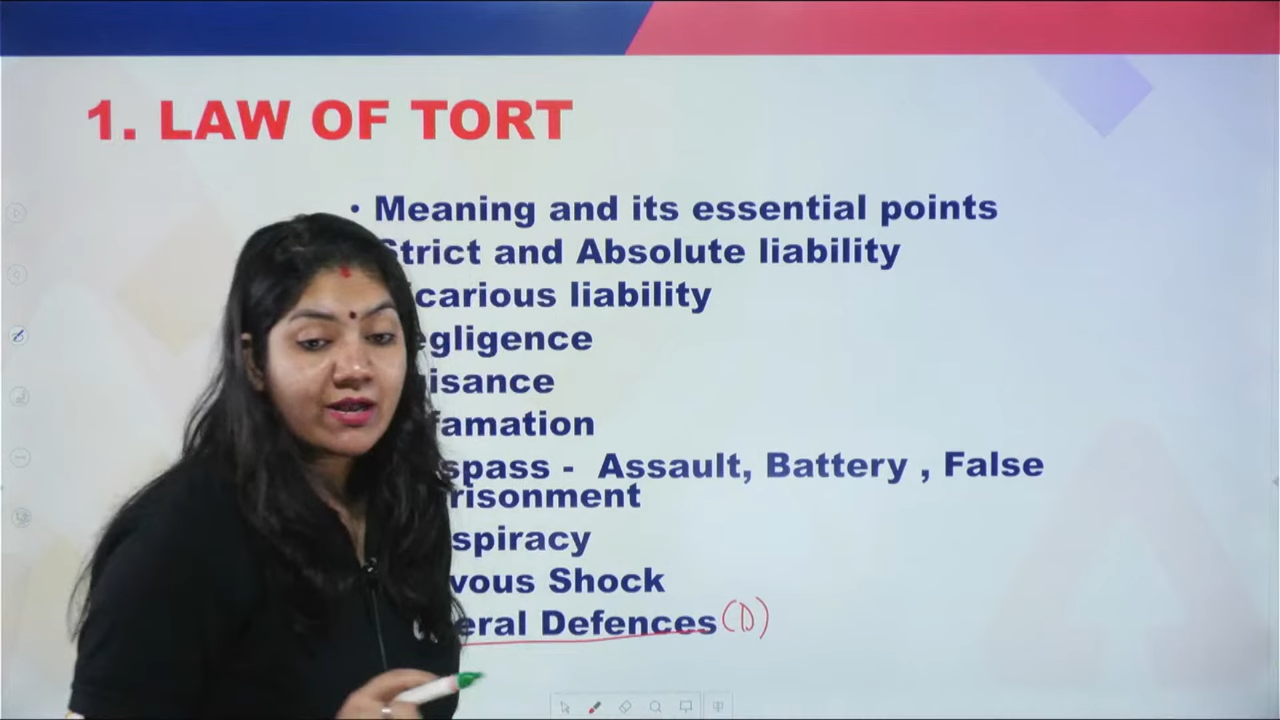 1. LAW OF TORT
• Meaning and its essential points
Strict and Absolute liability
icarious liability
egligence
isance
famation
spass - Assault, Battery , False
risonment
spiracy
vous Shock
eral Defences (D)